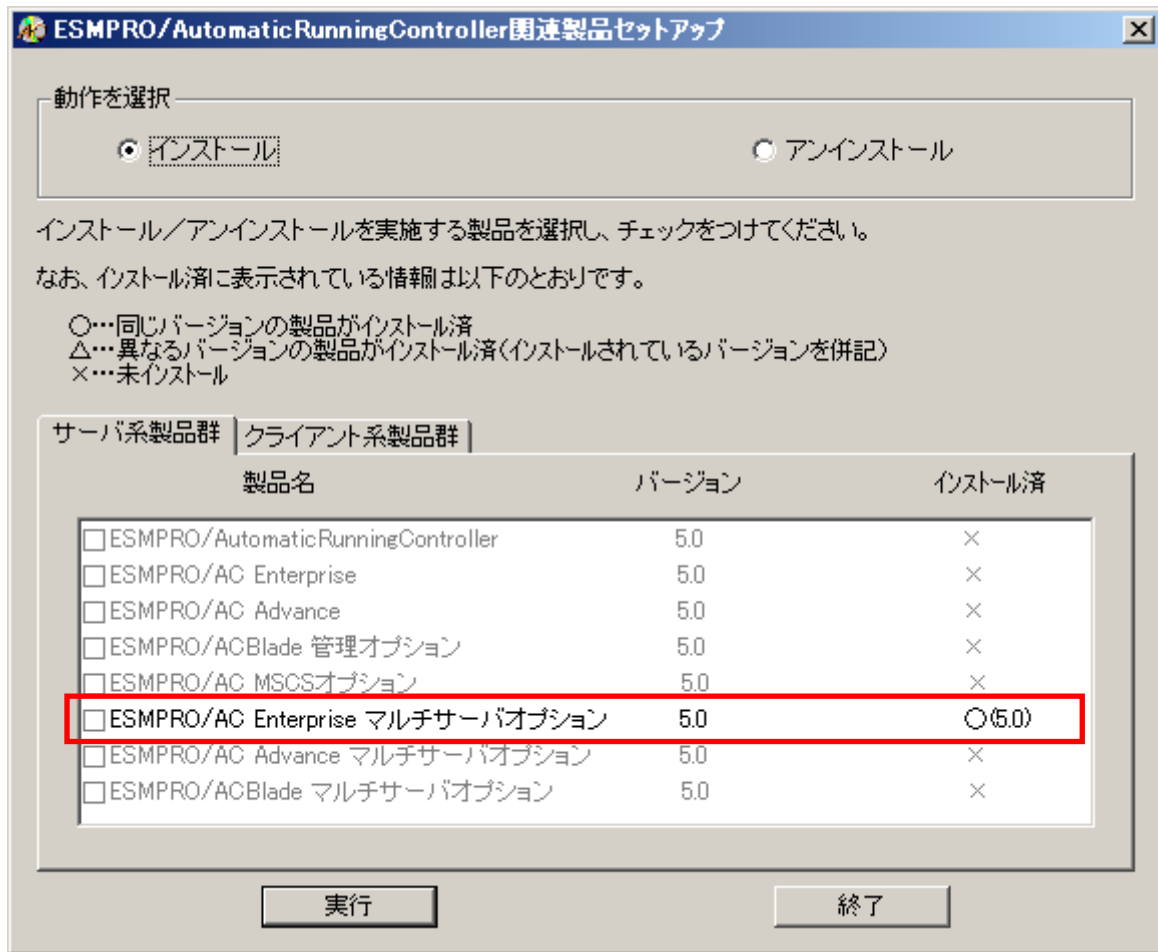 ESMPRO/AutomaticRunningController関連製品セットアップ
動作を選択
インストール
アンインストール
インストール／アンインストールを実施する製品を選択し、チェックをつけてください。
なお、インストール済に表示されている情報は以下のとおりです。
○…同じバージョンの製品がインストール済
△…異なるバージョンの製品がインストール済(インストールされているバージョンを併記)
×…未インストール
サーバ系製品群 クライアント系製品群
製品名 バージョン インストール済
ESMPRO/AutomaticRunningController 5.0 ×
ESMPRO/AC Enterprise 5.0 ×
ESMPRO/AC Advance 5.0 ×
ESMPRO/ACBlade 管理オプション 5.0 ×
ESMPRO/AC MSCSオプション 5.0 ×
ESMPRO/AC Enterprise マルチサーバオプション 5.0 ○(5.0)
ESMPRO/AC Advance マルチサーバオプション 5.0 ×
ESMPRO/ACBlade マルチサーバオプション 5.0 ×
実行 終了